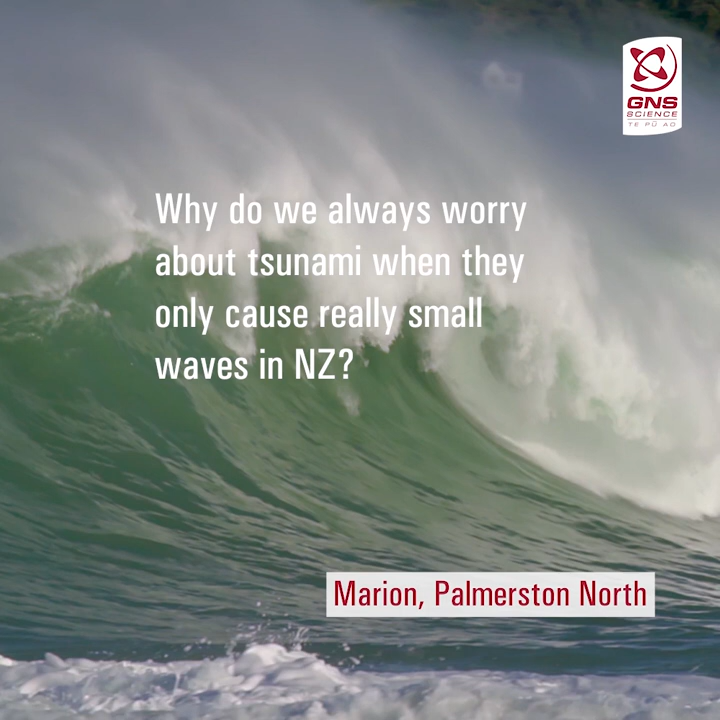 GNS
SCIENCE
TE PŪ AO
Why do we always worry
about tsunami when they
only cause really small
waves in NZ?
Marion, Palmerston North